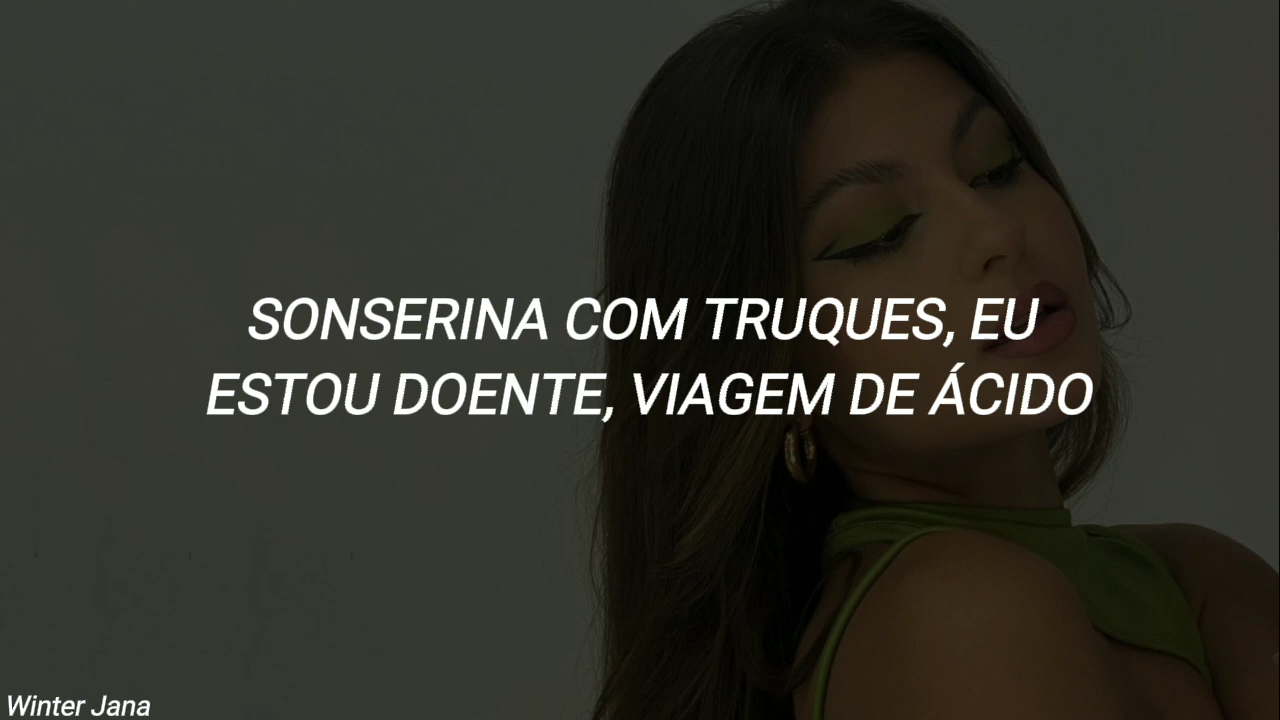 SONSERINA COM TRUQUES, EU
ESTOU DOENTE, VIAGEM DE ÁCIDO
Winter Jana